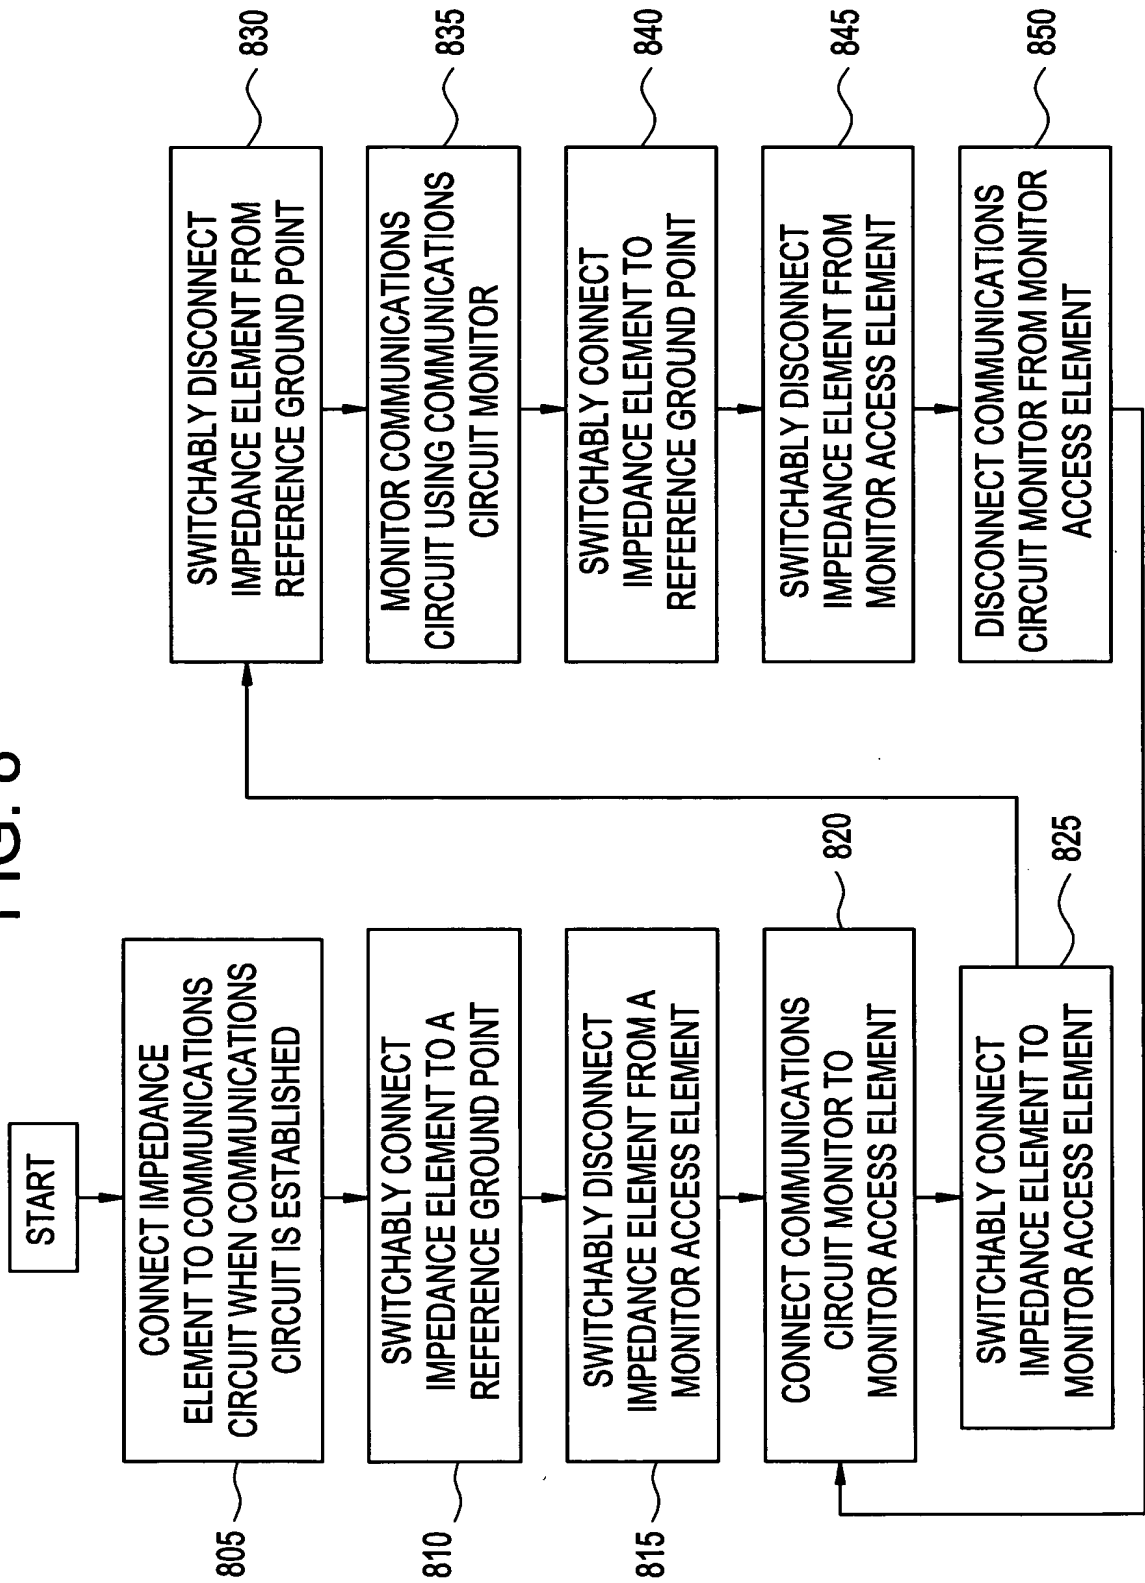 FIG. 8
START
CONNECT IMPEDANCE
ELEMENT TO COMMUNICATIONS
CIRCUIT WHEN COMMUNICATIONS
CIRCUIT IS ESTABLISHED
805
SWITCHABLY CONNECT
IMPEDANCE ELEMENT TO A
REFERENCE GROUND POINT
810
SWITCHABLY DISCONNECT
IMPEDANCE ELEMENT FROM A
MONITOR ACCESS ELEMENT
815
CONNECT COMMUNICATIONS
CIRCUIT MONITOR TO
MONITOR ACCESS ELEMENT
820
SWITCHABLY CONNECT
IMPEDANCE ELEMENT TO
MONITOR ACCESS ELEMENT
825
SWITCHABLY DISCONNECT
IMPEDANCE ELEMENT FROM
REFERENCE GROUND POINT
830
MONITOR COMMUNICATIONS
CIRCUIT USING COMMUNICATIONS
CIRCUIT MONITOR
835
SWITCHABLY CONNECT
IMPEDANCE ELEMENT TO
REFERENCE GROUND POINT
840
SWITCHABLY DISCONNECT
IMPEDANCE ELEMENT FROM
MONITOR ACCESS ELEMENT
845
DISCONNECT COMMUNICATIONS
CIRCUIT MONITOR FROM MONITOR
ACCESS ELEMENT
850